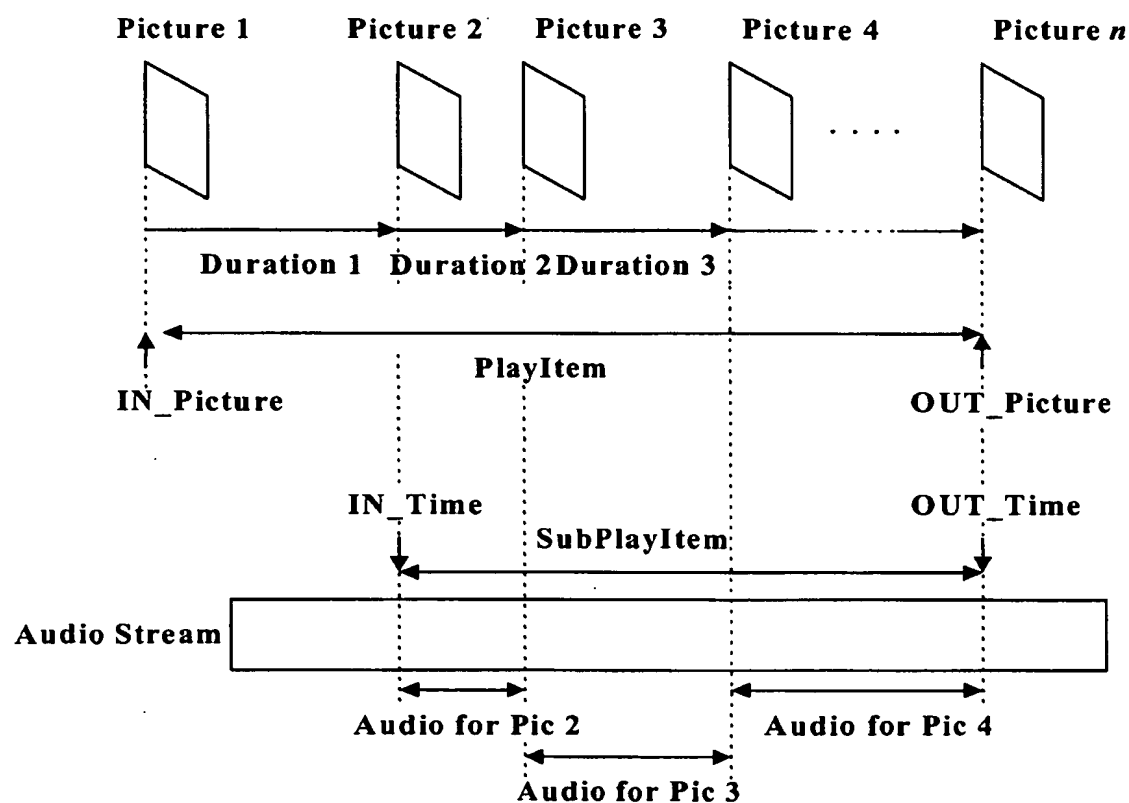 Picture 1 Picture 2 Picture 3 Picture 4 Picture n
Duration 1 Duration 2 Duration 3
PlayItem
IN_Picture OUT_Picture
IN_Time OUT_Time
SubPlayItem
Audio Stream
Audio for Pic 2 Audio for Pic 4
Audio for Pic 3